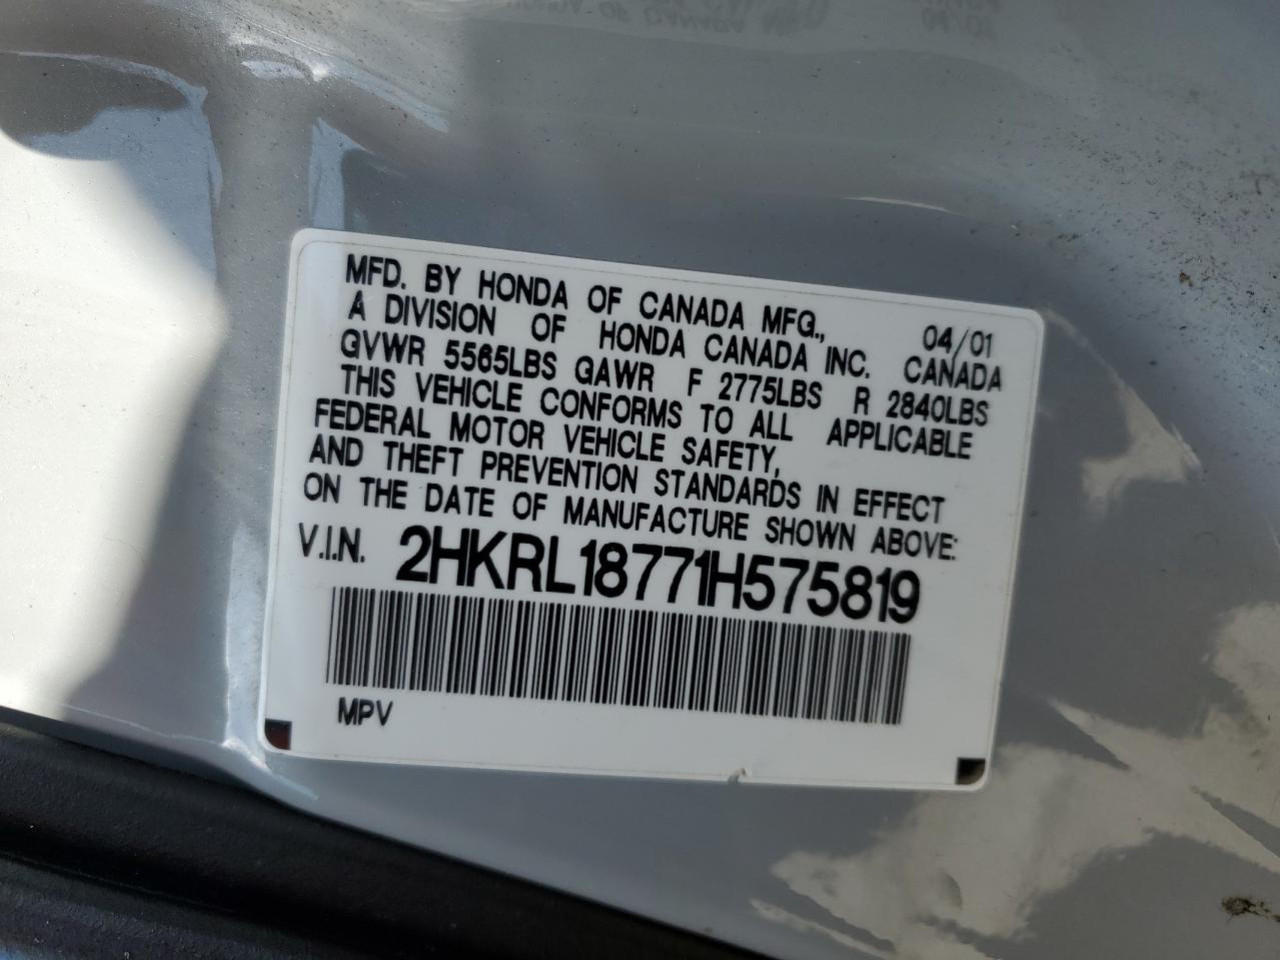 MFD. BY HONDA OF CANADA MFG., 04/01
A DIVISION OF HONDA CANADA INC. CANADA
GVWR 5565LBS GAWR F 2775LBS R 2840LBS
THIS VEHICLE CONFORMS TO ALL APPLICABLE
FEDERAL MOTOR VEHICLE SAFETY,
AND THEFT PREVENTION STANDARDS IN EFFECT
ON THE DATE OF MANUFACTURE SHOWN ABOVE:
V.I.N. 2HKRL18771H575819
MPV